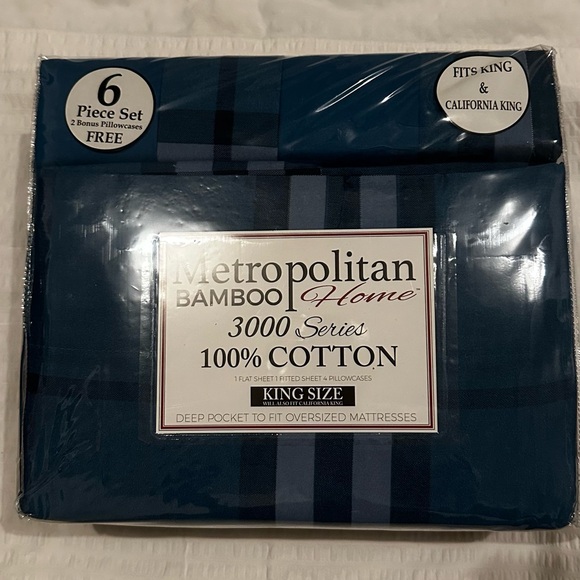 6
Piece Set
2 Bonus Pillowcases
FREE
FITS KING
&
CALIFORNIA KING
Metropolitan
BAMBOO Home™
3000 Series
100% COTTON
1 FLAT SHEET 1 FITTED SHEET 4 PILLOWCASES
KING SIZE
WILL ALSO FIT CALIFORNIA KING
DEEP POCKET TO FIT OVERSIZED MATTRESSES